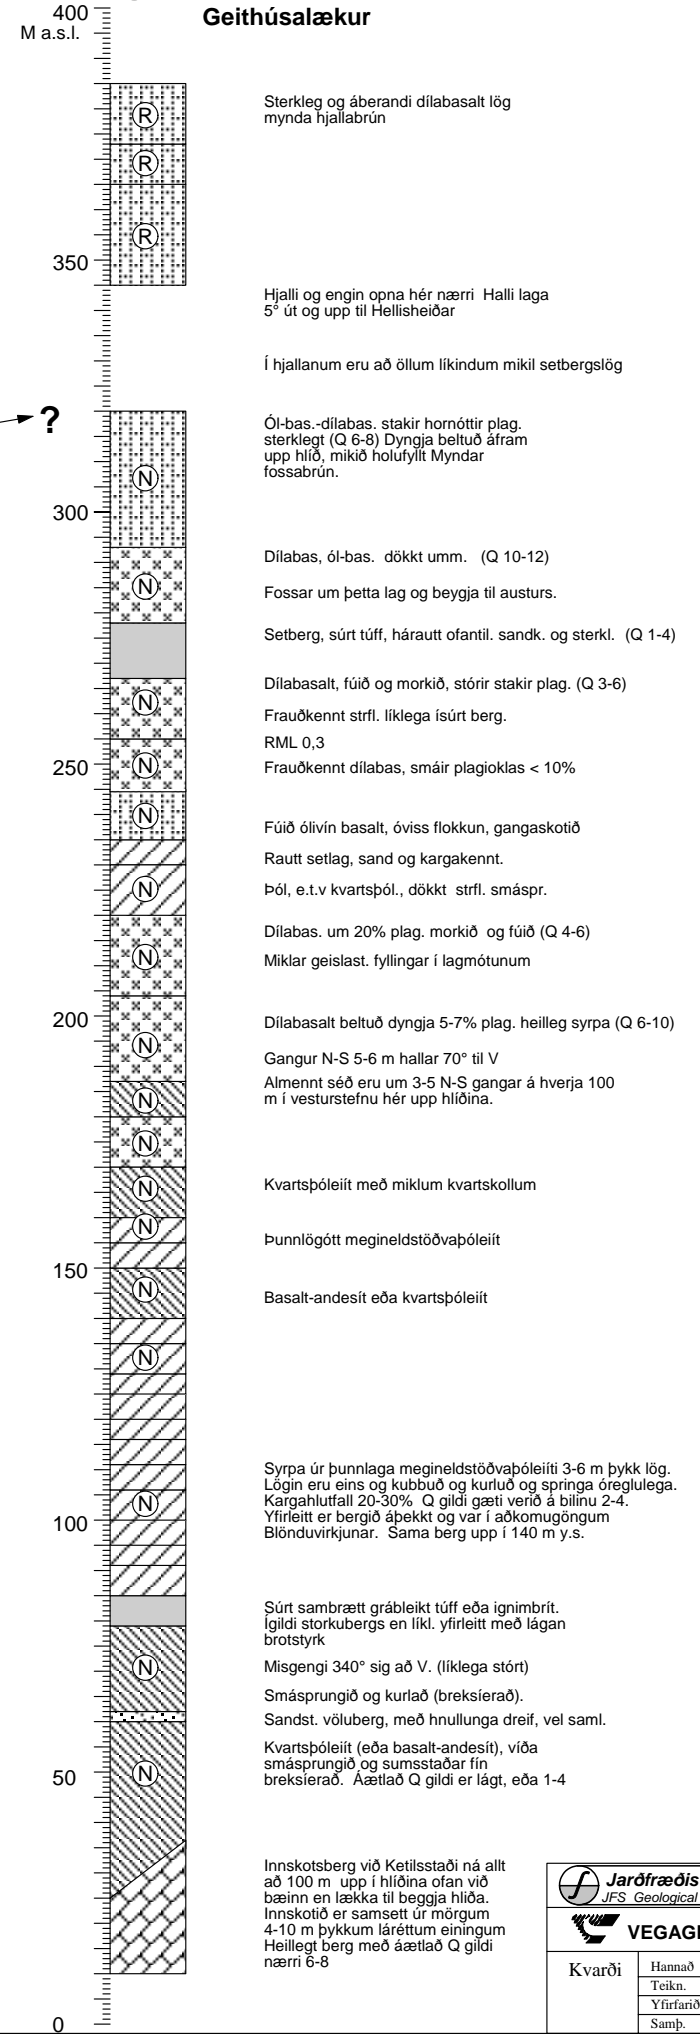 Geithúsalækur
400
M a.s.l.
R
Sterkleg og áberandi dílabasalt lög
mynda hjallabrún
R
R
350
Hjalli og engin opna hér nærri  Halli laga
5° út og upp til Hellisheiðar
Í hjallanum eru að öllum líkindum mikil setbergslög
?
Ól-bas.-dílabas. stakir hornóttir plag.
sterklegt (Q 6-8) Dyngja beltuð áfram
upp hlíð, mikið holufyllt Myndar
fossabrún.
N
300
Dílabas, ól-bas.  dökkt umm.   (Q 10-12)
N
Fossar um þetta lag og beygja til austurs.
Setberg, súrt túff, hárautt ofantil. sandk. og sterkl.  (Q 1-4)
Dílabasalt, fúið og morkið, stórir stakir plag. (Q 3-6)
N
Frauðkennt strfl. líklega ísúrt berg.
RML 0,3
250
N
Frauðkennt dílabas, smáir plagioklas < 10%
N
Fúið ólivín basalt, óviss flokkun, gangaskotið
Rautt setlag, sand og kargakennt.
N
Þól, e.t.v kvartsþól., dökkt  strfl. smáspr.
Dílabas. um 20% plag. morkið  og fúið (Q 4-6)
N
Miklar geislast. fyllingar í lagmótunum
200
Dílabasalt beltuð dyngja 5-7% plag. heilleg syrpa (Q 6-10)
N
Gangur N-S 5-6 m hallar 70° til V
Almennt séð eru um 3-5 N-S gangar á hverja 100
m í vesturstefnu hér upp hlíðina.
N
N
N
Kvartsþóleiít með miklum kvartskollum
N
Þunnlögótt megineldstöðvaþóleiít
150
N
Basalt-andesít eða kvartsþóleiít
N
Syrpa úr þunnlaga megineldstöðvaþóleiíti 3-6 m þykk lög.
Lögin eru eins og kubbuð og kurluð og springa óreglulega.
Kargahlutfall 20-30%  Q gildi gæti verið á bilinu 2-4.
Yfirleitt er bergið áþekkt og var í aðkomugöngum
Blönduvirkjunar.  Sama berg upp í 140 m y.s.
N
100
Súrt sambrætt grábleikt túff eða ignimbrít.
Ígildi storkubergs en líkl. yfirleitt með lágan
brotstyrk
N
Misgengi 340° sig að V. (líklega stórt)
Smásprungið og kurlað (breksíerað).
Sandst. völuberg, með hnullunga dreif, vel saml.
Kvartsþóleiít (eða basalt-andesít), víða
smásprungið og sumsstaðar fín
breksíerað.  Áætlað Q gildi er lágt, eða 1-4
N
50
Innskotsberg við Ketilsstaði ná allt
að 100 m  upp í hlíðina ofan við
bæinn en lækka til beggja hliða.
Innskotið er samsett úr mörgum
4-10 m þykkum láréttum einingum
Heillegt berg með áætlað Q gildi
nærri 6-8
0
Jarðfræðis
JFS  Geological
VEGAGE
Kvarði
Hannað
Teikn.
Yfirfarið
Samþ.